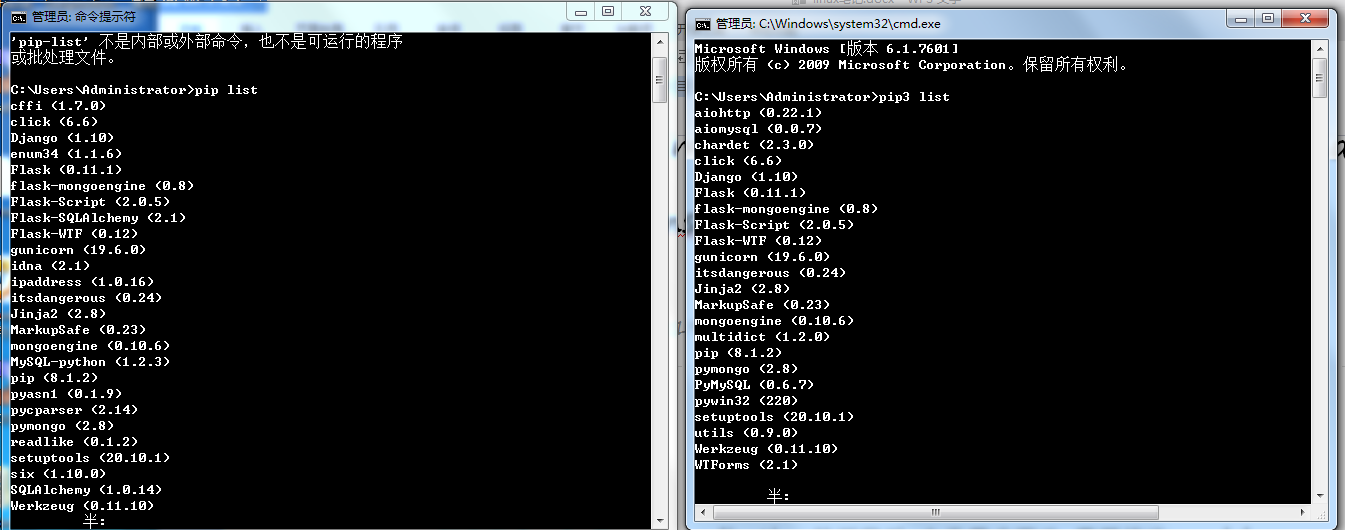 管理员: 命令提示符
'pip-list' 不是内部或外部命令，也不是可运行的程序
或批处理文件。
C:\Users\Administrator>pip list
cffi (1.7.0)
click (6.6)
Django (1.10)
enum34 (1.1.6)
Flask (0.11.1)
flask-mongoengine (0.8)
Flask-Script (2.0.5)
Flask-SQLAlchemy (2.1)
Flask-WTF (0.12)
gunicorn (19.6.0)
idna (2.1)
ipaddress (1.0.16)
itsdangerous (0.24)
Jinja2 (2.8)
MarkupSafe (0.23)
mongoengine (0.10.6)
MySQL-python (1.2.3)
pip (8.1.2)
pyasn1 (0.1.9)
pycparser (2.14)
pymongo (2.8)
readlike (0.1.2)
setuptools (20.10.1)
six (1.10.0)
SQLAlchemy (1.0.14)
Werkzeug (0.11.10)
半:
管理员: C:\Windows\system32\cmd.exe
Microsoft Windows [版本 6.1.7601]
版权所有 (c) 2009 Microsoft Corporation。保留所有权利。
C:\Users\Administrator>pip3 list
aiohttp (0.22.1)
aiomysql (0.0.7)
chardet (2.3.0)
click (6.6)
Django (1.10)
Flask (0.11.1)
flask-mongoengine (0.8)
Flask-Script (2.0.5)
Flask-WTF (0.12)
gunicorn (19.6.0)
itsdangerous (0.24)
Jinja2 (2.8)
MarkupSafe (0.23)
mongoengine (0.10.6)
multidict (1.2.0)
pip (8.1.2)
pymongo (2.8)
PyMySQL (0.6.7)
pywin32 (220)
setuptools (20.10.1)
utils (0.9.0)
Werkzeug (0.11.10)
WTForms (2.1)
半: